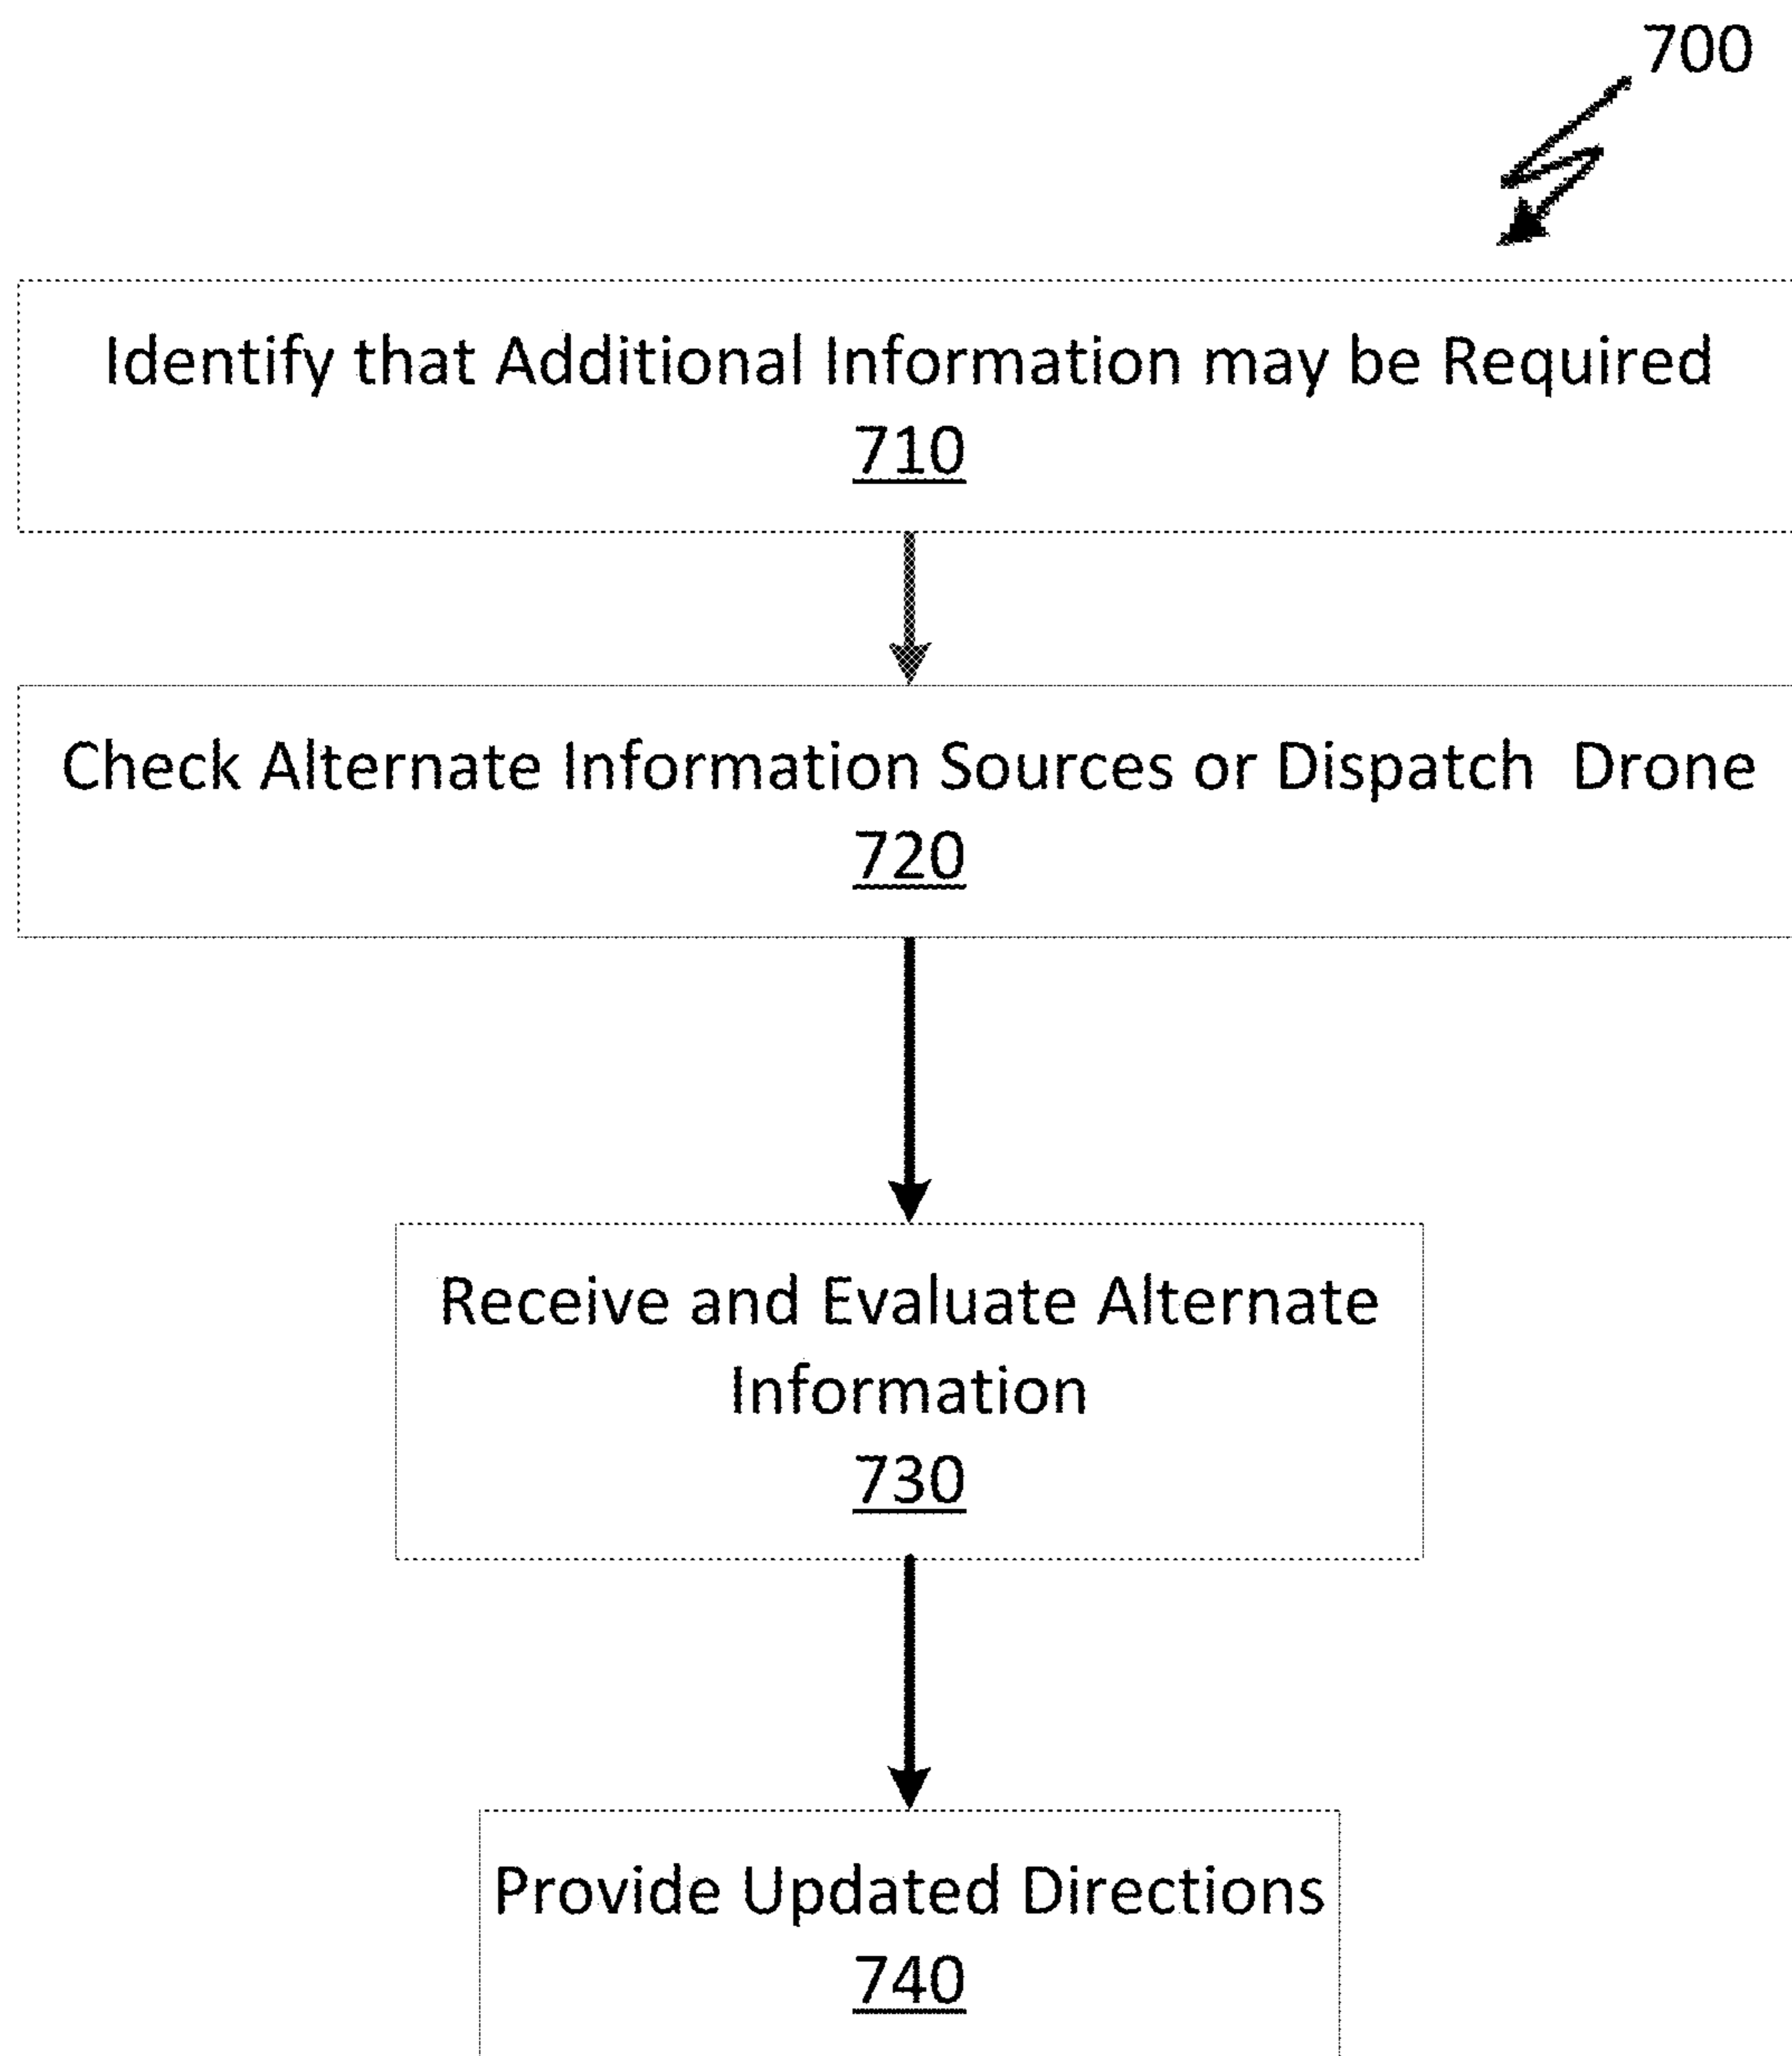 700
Identify that Additional Information may be Required
710
Check Alternate Information Sources or Dispatch  Drone
720
Receive and Evaluate Alternate
Information
730
Provide Updated Directions
740